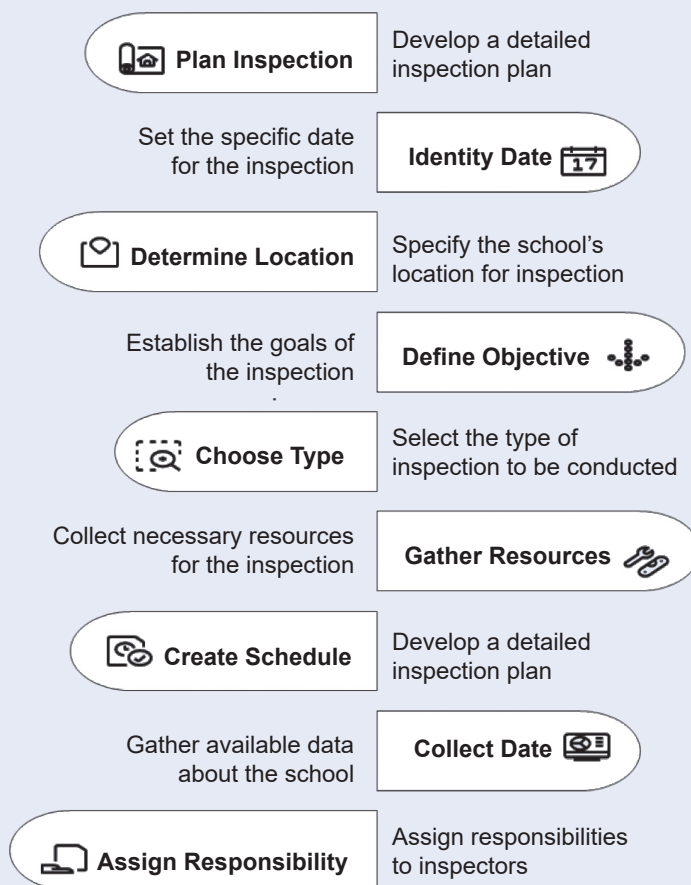 Plan Inspection
Develop a detailed
inspection plan
Set the specific date
for the inspection
Identity Date
17
Determine Location
Specify the school’s
location for inspection
Establish the goals of
the inspection
Define Objective
Choose Type
Select the type of
inspection to be conducted
Collect necessary resources
for the inspection
Gather Resources
Create Schedule
Develop a detailed
inspection plan
Gather available data
about the school
Collect Date
Assign Responsibility
Assign responsibilities
to inspectors